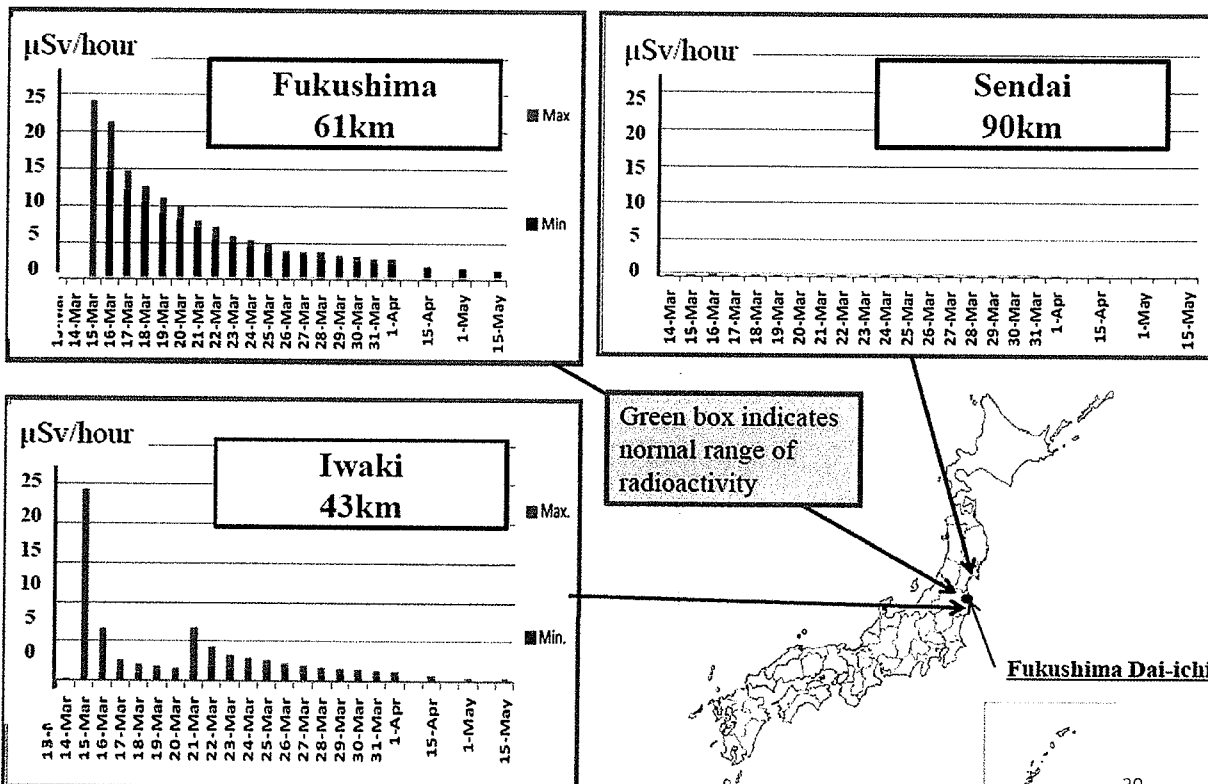 μSv/hour
Fukushima
61km
25
20
15
10
5
0
Max
Min
14-Mar
15-Mar
16-Mar
17-Mar
18-Mar
19-Mar
20-Mar
21-Mar
22-Mar
23-Mar
24-Mar
25-Mar
26-Mar
27-Mar
28-Mar
29-Mar
30-Mar
31-Mar
1-Apr
15-Apr
1-May
15-May
μSv/hour
Sendai
90km
25
20
15
10
5
0
14-Mar
15-Mar
16-Mar
17-Mar
18-Mar
19-Mar
20-Mar
21-Mar
22-Mar
23-Mar
24-Mar
25-Mar
26-Mar
27-Mar
28-Mar
29-Mar
30-Mar
31-Mar
1-Apr
15-Apr
1-May
15-May
μSv/hour
Iwaki
43km
25
20
15
10
5
0
Max.
Min.
14-Mar
15-Mar
16-Mar
17-Mar
18-Mar
19-Mar
20-Mar
21-Mar
22-Mar
23-Mar
24-Mar
25-Mar
26-Mar
27-Mar
28-Mar
29-Mar
30-Mar
31-Mar
1-Apr
15-Apr
1-May
15-May
Green box indicates
normal range of
radioactivity
Fukushima Dai-ichi